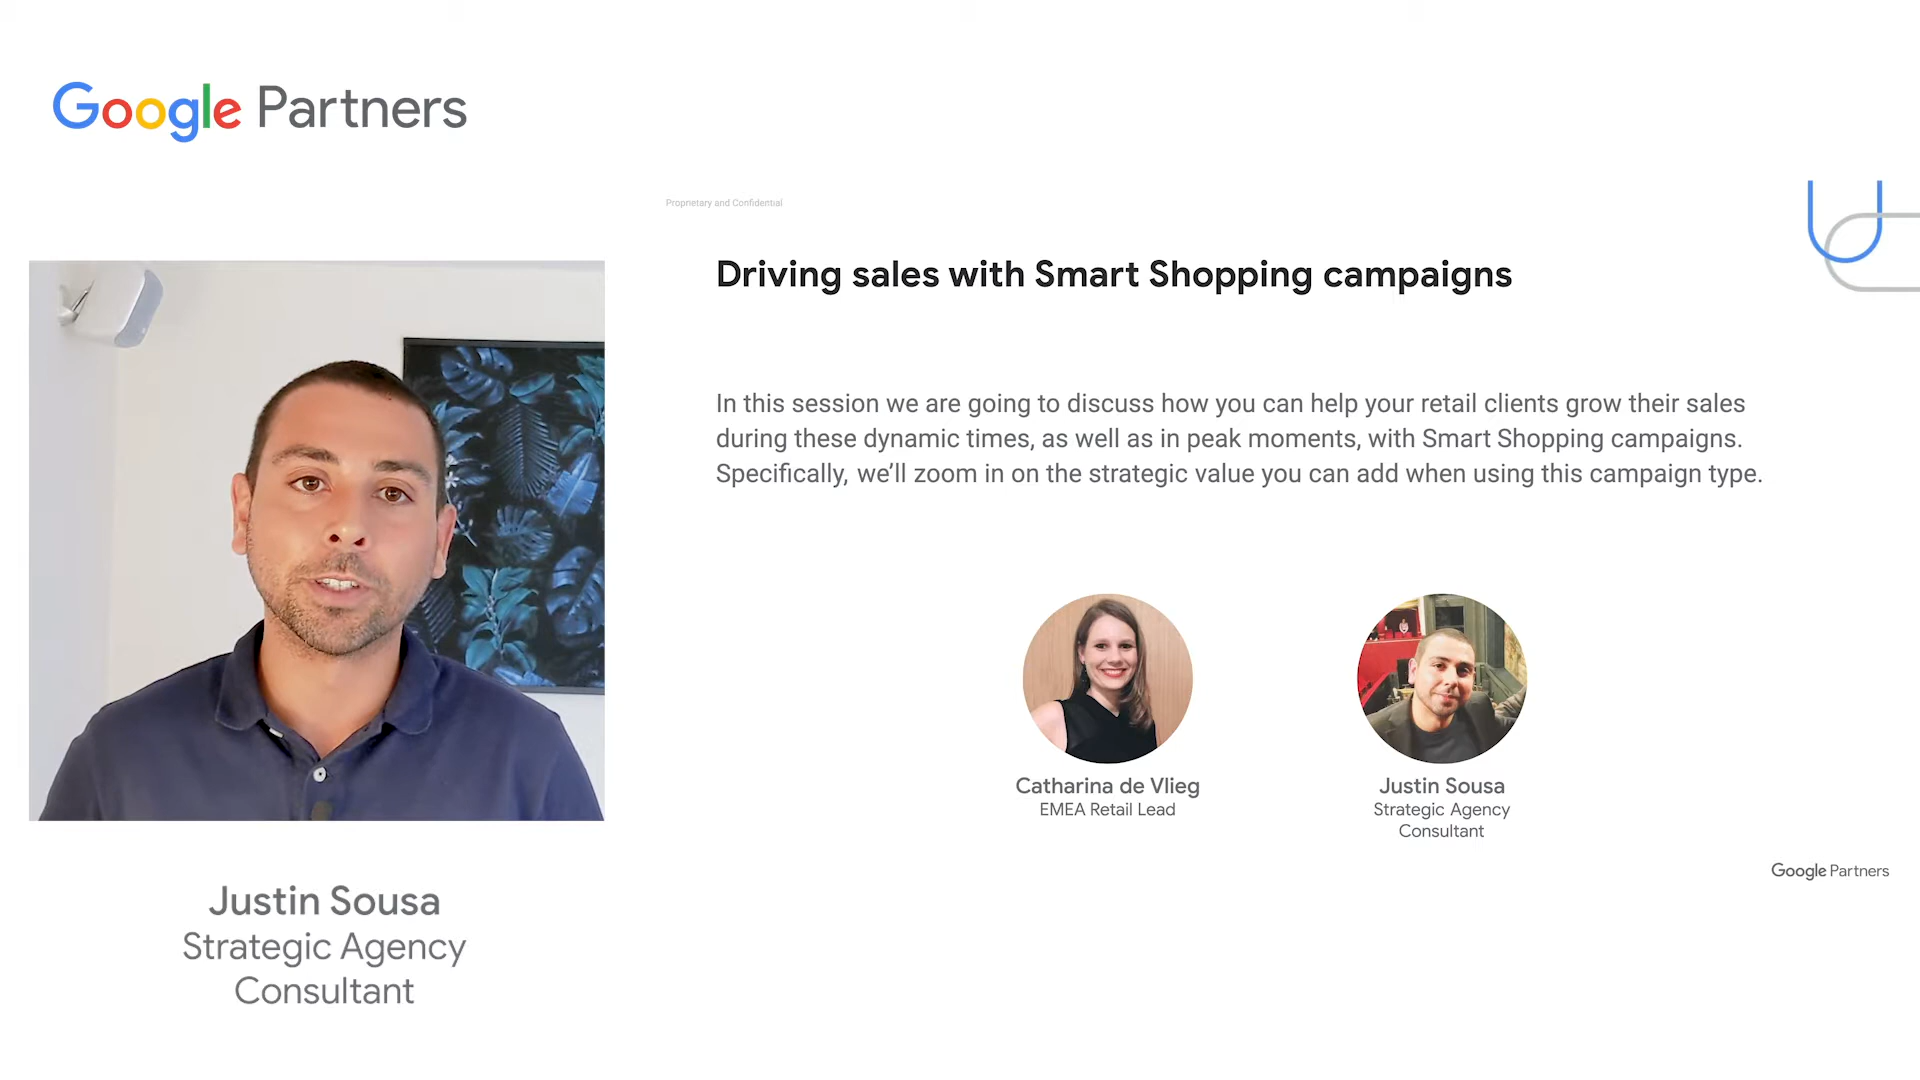 Google Partners
Proprietary and Confidential
Driving sales with Smart Shopping campaigns
In this session we are going to discuss how you can help your retail clients grow their sales
during these dynamic times, as well as in peak moments, with Smart Shopping campaigns.
Specifically, we’ll zoom in on the strategic value you can add when using this campaign type.
Catharina de Vlieg
EMEA Retail Lead
Justin Sousa
Strategic Agency
Consultant
Google Partners
Justin Sousa
Strategic Agency
Consultant